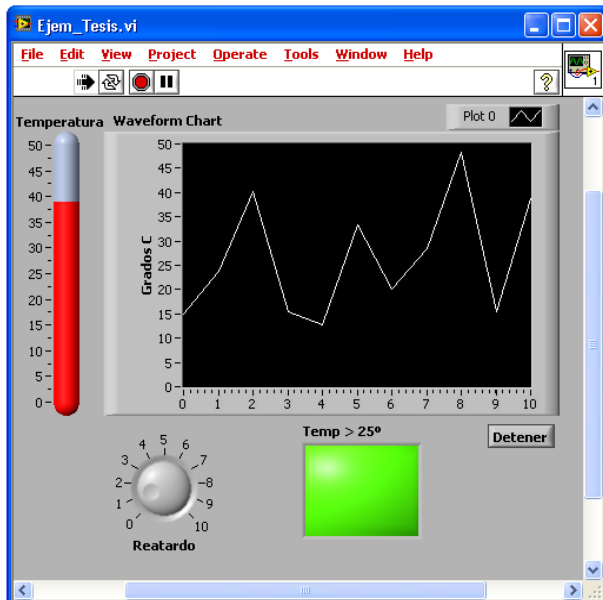 Ejem_Tesis.vi
File Edit View Project Operate Tools Window Help
?
1
Temperatura Waveform Chart Plot 0
50
45
40
35
30
25
20
15
10
5
0
Grados C
50
45
40
35
30
25
20
15
10
5
0
0 1 2 3 4 5 6 7 8 9 10
Temp > 25º
Detener
0 1 2 3 4 5 6 7 8 9 10
Reatardo